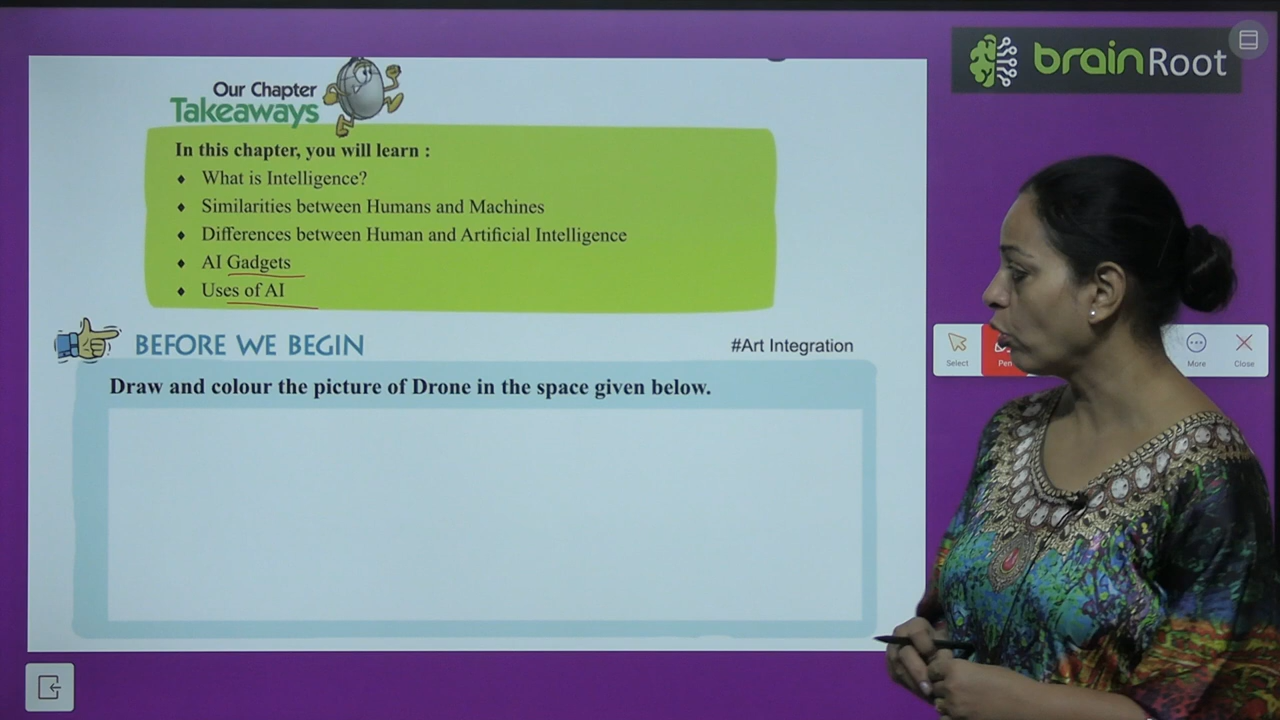 brainRoot
Our Chapter
Takeaways
In this chapter, you will learn :
♦ What is Intelligence?
♦ Similarities between Humans and Machines
♦ Differences between Human and Artificial Intelligence
♦ AI Gadgets
♦ Uses of AI
BEFORE WE BEGIN
#Art Integration
Draw and colour the picture of Drone in the space given below.
Select
Pen
More
Close